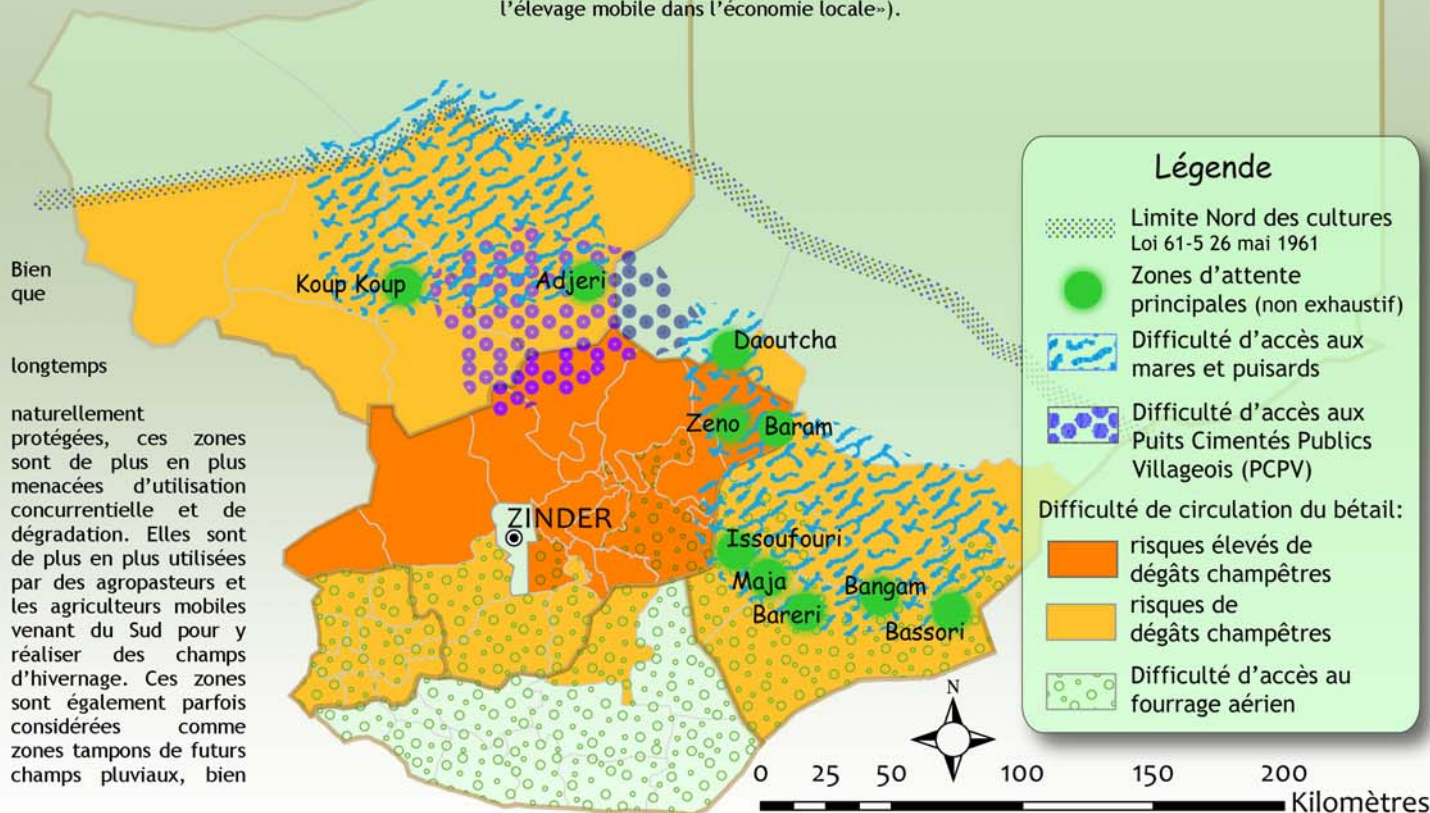 l'élevage mobile dans l'économie locale»).
Bien
que
longtemps
naturellement
protégées, ces zones
sont de plus en plus
menacées d'utilisation
concurrentielle et de
dégradation. Elles sont
de plus en plus utilisées
par des agropasteurs et
les agriculteurs mobiles
venant du Sud pour y
réaliser des champs
d'hivernage. Ces zones
sont également parfois
considérées comme
zones tampons de futurs
champs pluviaux, bien
Koup Koup
Adjeri
Daoutcha
Zeno
Baram
ZINDER
Issoufouri
Maja
Bangam
Bareri
Bassori
Légende
Limite Nord des cultures
Loi 61-5 26 mai 1961
Zones d'attente
principales (non exhaustif)
Difficulté d'accès aux
mares et puisards
Difficulté d'accès aux
Puits Cimentés Publics
Villageois (PCPV)
Difficulté de circulation du bétail:
risques élevés de
dégâts champêtres
risques de
dégâts champêtres
Difficulté d'accès au
fourrage aérien
N
0 25 50 100 150 200
Kilomètres